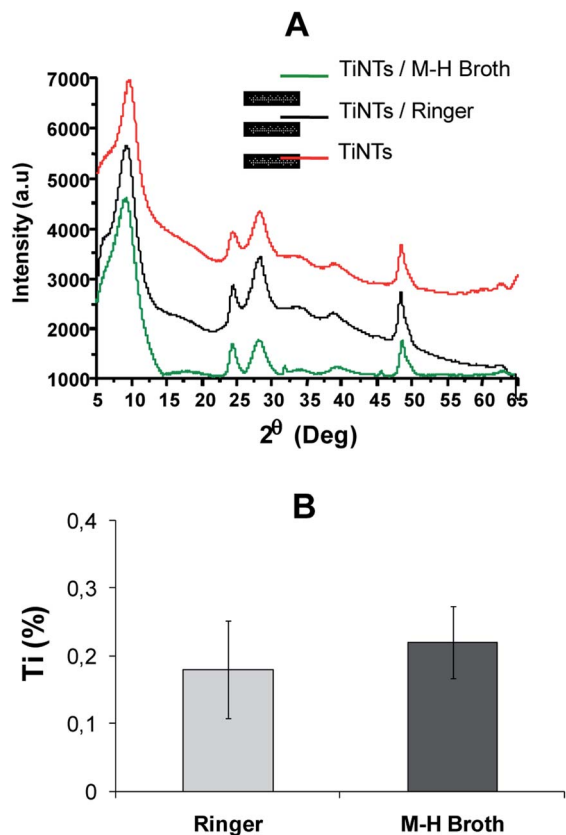 A
TiNTs / M-H Broth
TiNTs / Ringer
TiNTs
7000
6000
5000
4000
3000
2000
1000
Intensity (a.u)
5 10 15 20 25 30 35 40 45 50 55 60 65
2θ (Deg)
B
0,4
0,3
0,2
0,1
0
Ti (%)
Ringer M-H Broth